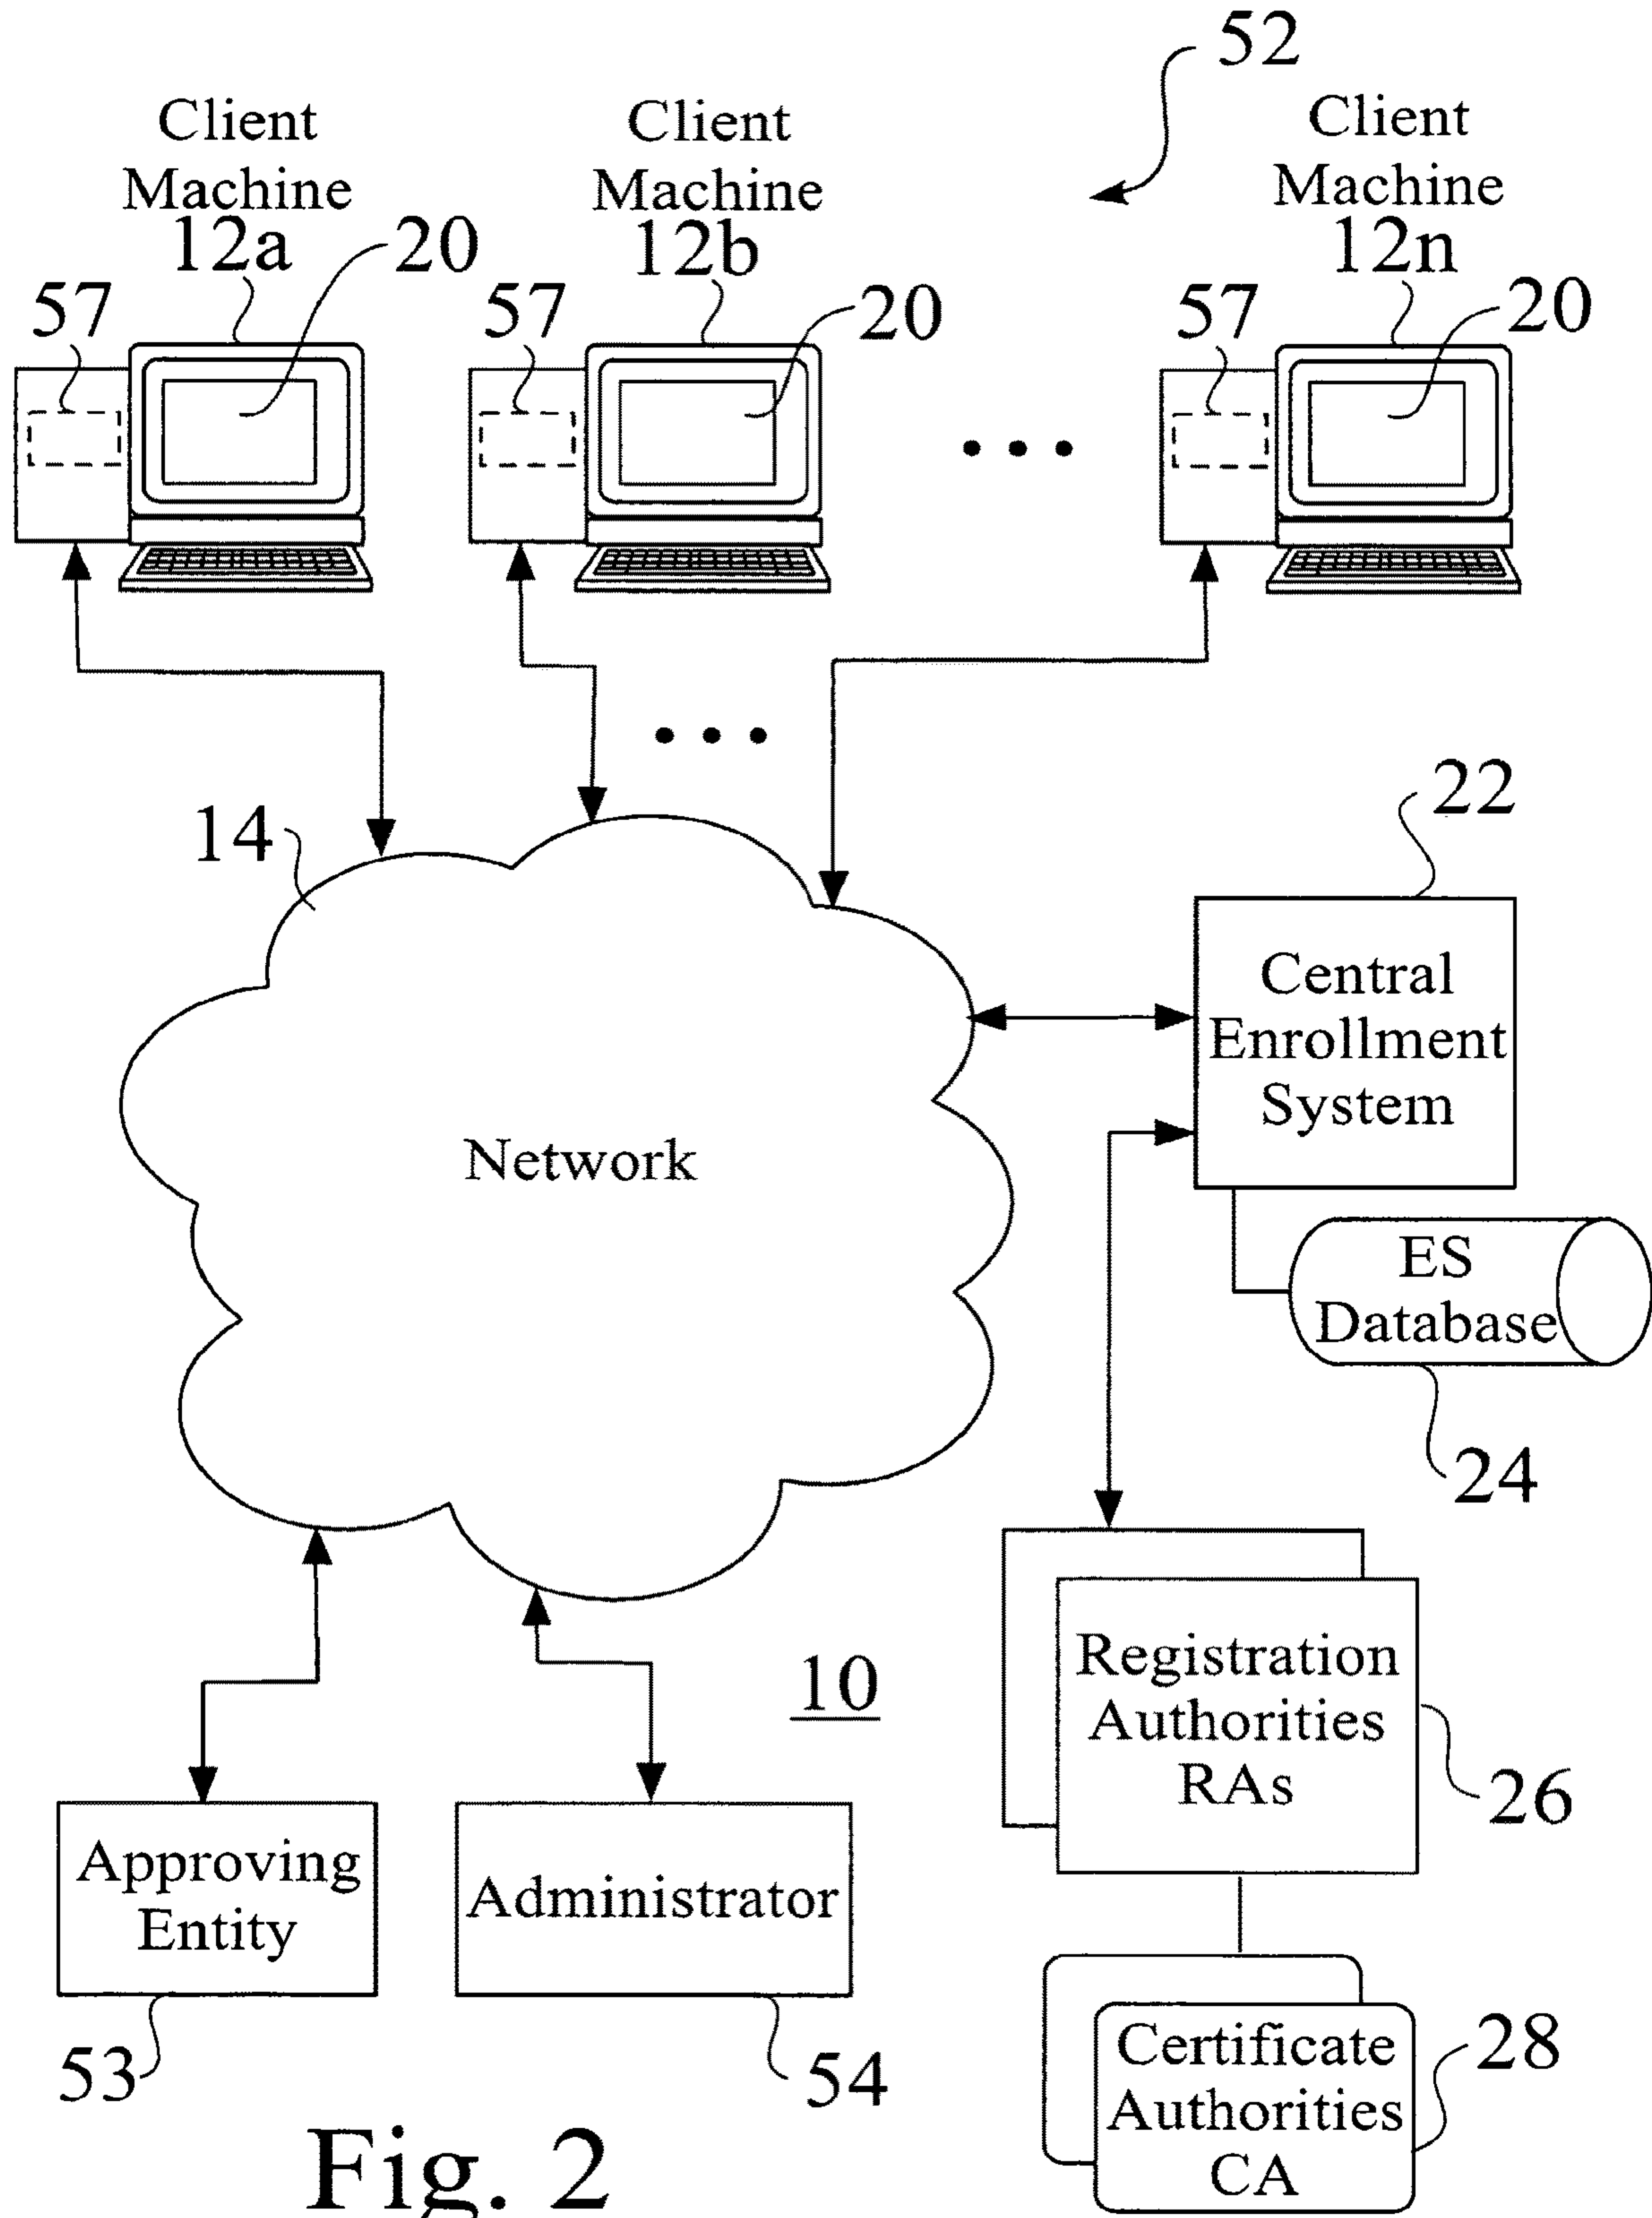 52
Client
Machine
12a
20
57
Client
Machine
12b
20
57
Client
Machine
12n
20
57
14
Network
22
Central
Enrollment
System
ES
Database
24
Registration
Authorities
RAs
26
10
Approving
Entity
53
Administrator
54
Certificate
Authorities
CA
28
Fig. 2